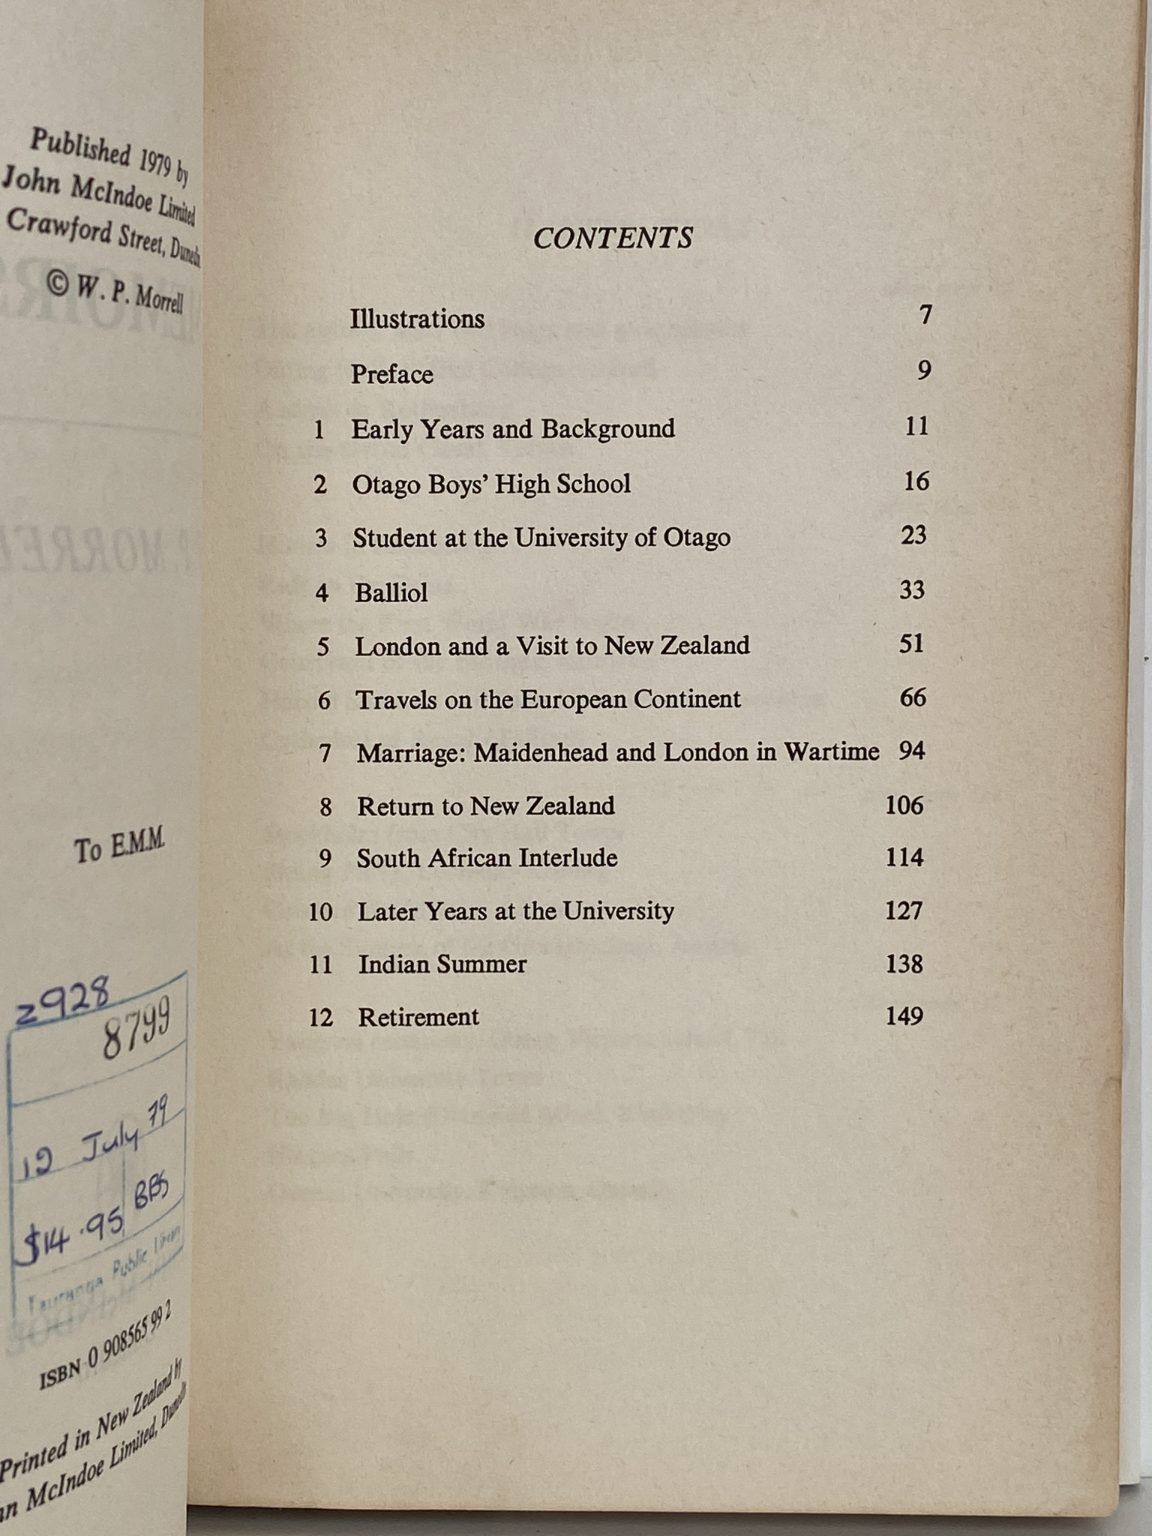 Published 1979 by
John McIndoe Limited
Crawford Street,
© W. P. Morrell
To E.M.M.
z928
8799
12 July 79
$14.95 BBS
Tauranga Public
ISBN 0 908565 99 2
Printed in New Zealand by
McIndoe Limited,
CONTENTS
Illustrations 7
Preface 9
1 Early Years and Background 11
2 Otago Boys' High School 16
3 Student at the University of Otago 23
4 Balliol 33
5 London and a Visit to New Zealand 51
6 Travels on the European Continent 66
7 Marriage: Maidenhead and London in Wartime 94
8 Return to New Zealand 106
9 South African Interlude 114
10 Later Years at the University 127
11 Indian Summer 138
12 Retirement 149